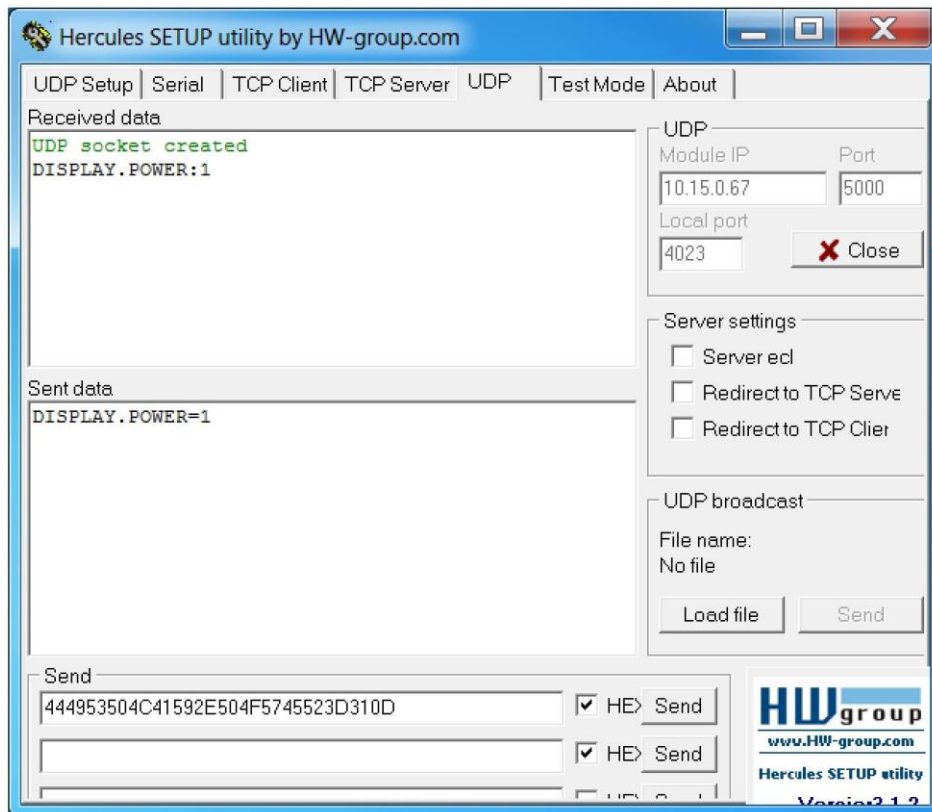 Hercules SETUP utility by HW-group.com
UDP Setup Serial TCP Client TCP Server UDP Test Mode About
Received data
UDP socket created
DISPLAY.POWER:1
Sent data
DISPLAY.POWER=1
UDP
Module IP Port
10.15.0.67 5000
Local port
4023 Close
Server settings
Server ecl
Redirect to TCP Serve
Redirect to TCP Clier
UDP broadcast
File name:
No file
Load file Send
Send
444953504C41592E504F5745523D310D HE Send
HE Send
HW group
www.HW-group.com
Hercules SETUP utility